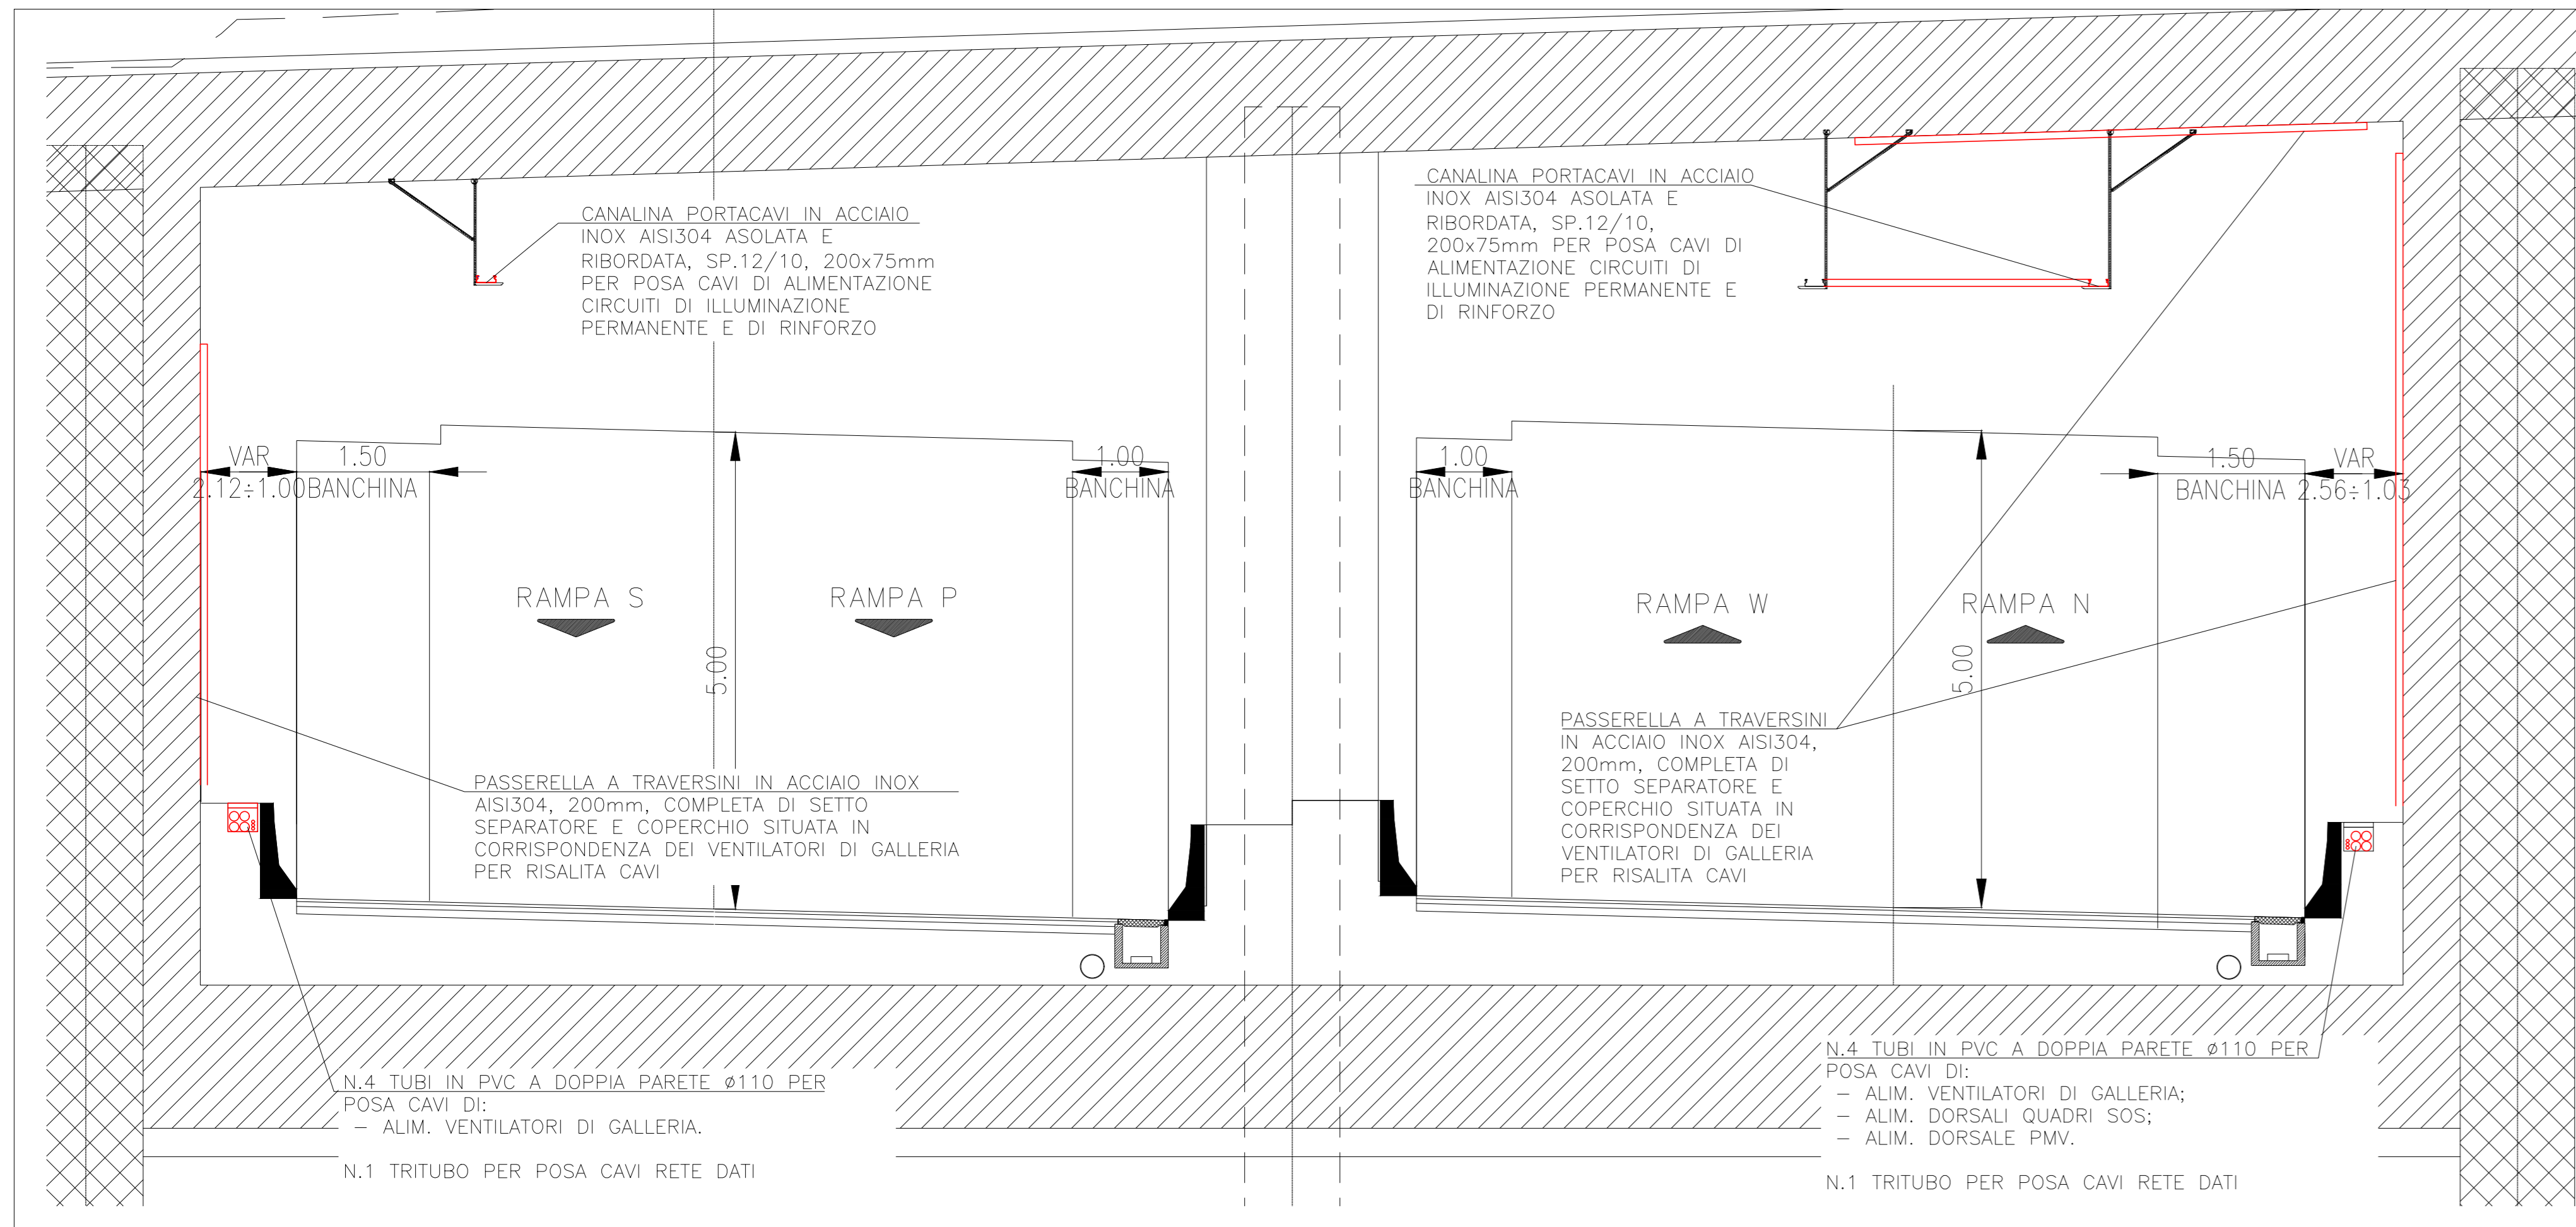 CANALINA PORTACAVI IN ACCIAIO
INOX AISI304 ASOLATA E
RIBORDATA, SP.12/10, 200x75mm
PER POSA CAVI DI ALIMENTAZIONE
CIRCUITI DI ILLUMINAZIONE
PERMANENTE E DI RINFORZO
CANALINA PORTACAVI IN ACCIAIO
INOX AISI304 ASOLATA E
RIBORDATA, SP.12/10,
200x75mm PER POSA CAVI DI
ALIMENTAZIONE CIRCUITI DI
ILLUMINAZIONE PERMANENTE E
DI RINFORZO
VAR
2.12÷1.00
1.50
BANCHINA
1.00
BANCHINA
1.00
BANCHINA
1.50
BANCHINA
VAR
2.56÷1.03
RAMPA S
RAMPA P
RAMPA W
RAMPA N
5.00
5.00
PASSERELLA A TRAVERSINI IN ACCIAIO INOX
AISI304, 200mm, COMPLETA DI SETTO
SEPARATORE E COPERCHIO SITUATA IN
CORRISPONDENZA DEI VENTILATORI DI GALLERIA
PER RISALITA CAVI
PASSERELLA A TRAVERSINI
IN ACCIAIO INOX AISI304,
200mm, COMPLETA DI
SETTO SEPARATORE E
COPERCHIO SITUATA IN
CORRISPONDENZA DEI
VENTILATORI DI GALLERIA
PER RISALITA CAVI
N.4 TUBI IN PVC A DOPPIA PARETE ø110 PER
POSA CAVI DI:
– ALIM. VENTILATORI DI GALLERIA.
N.1 TRITUBO PER POSA CAVI RETE DATI
N.4 TUBI IN PVC A DOPPIA PARETE ø110 PER
POSA CAVI DI:
– ALIM. VENTILATORI DI GALLERIA;
– ALIM. DORSALI QUADRI SOS;
– ALIM. DORSALE PMV.
N.1 TRITUBO PER POSA CAVI RETE DATI